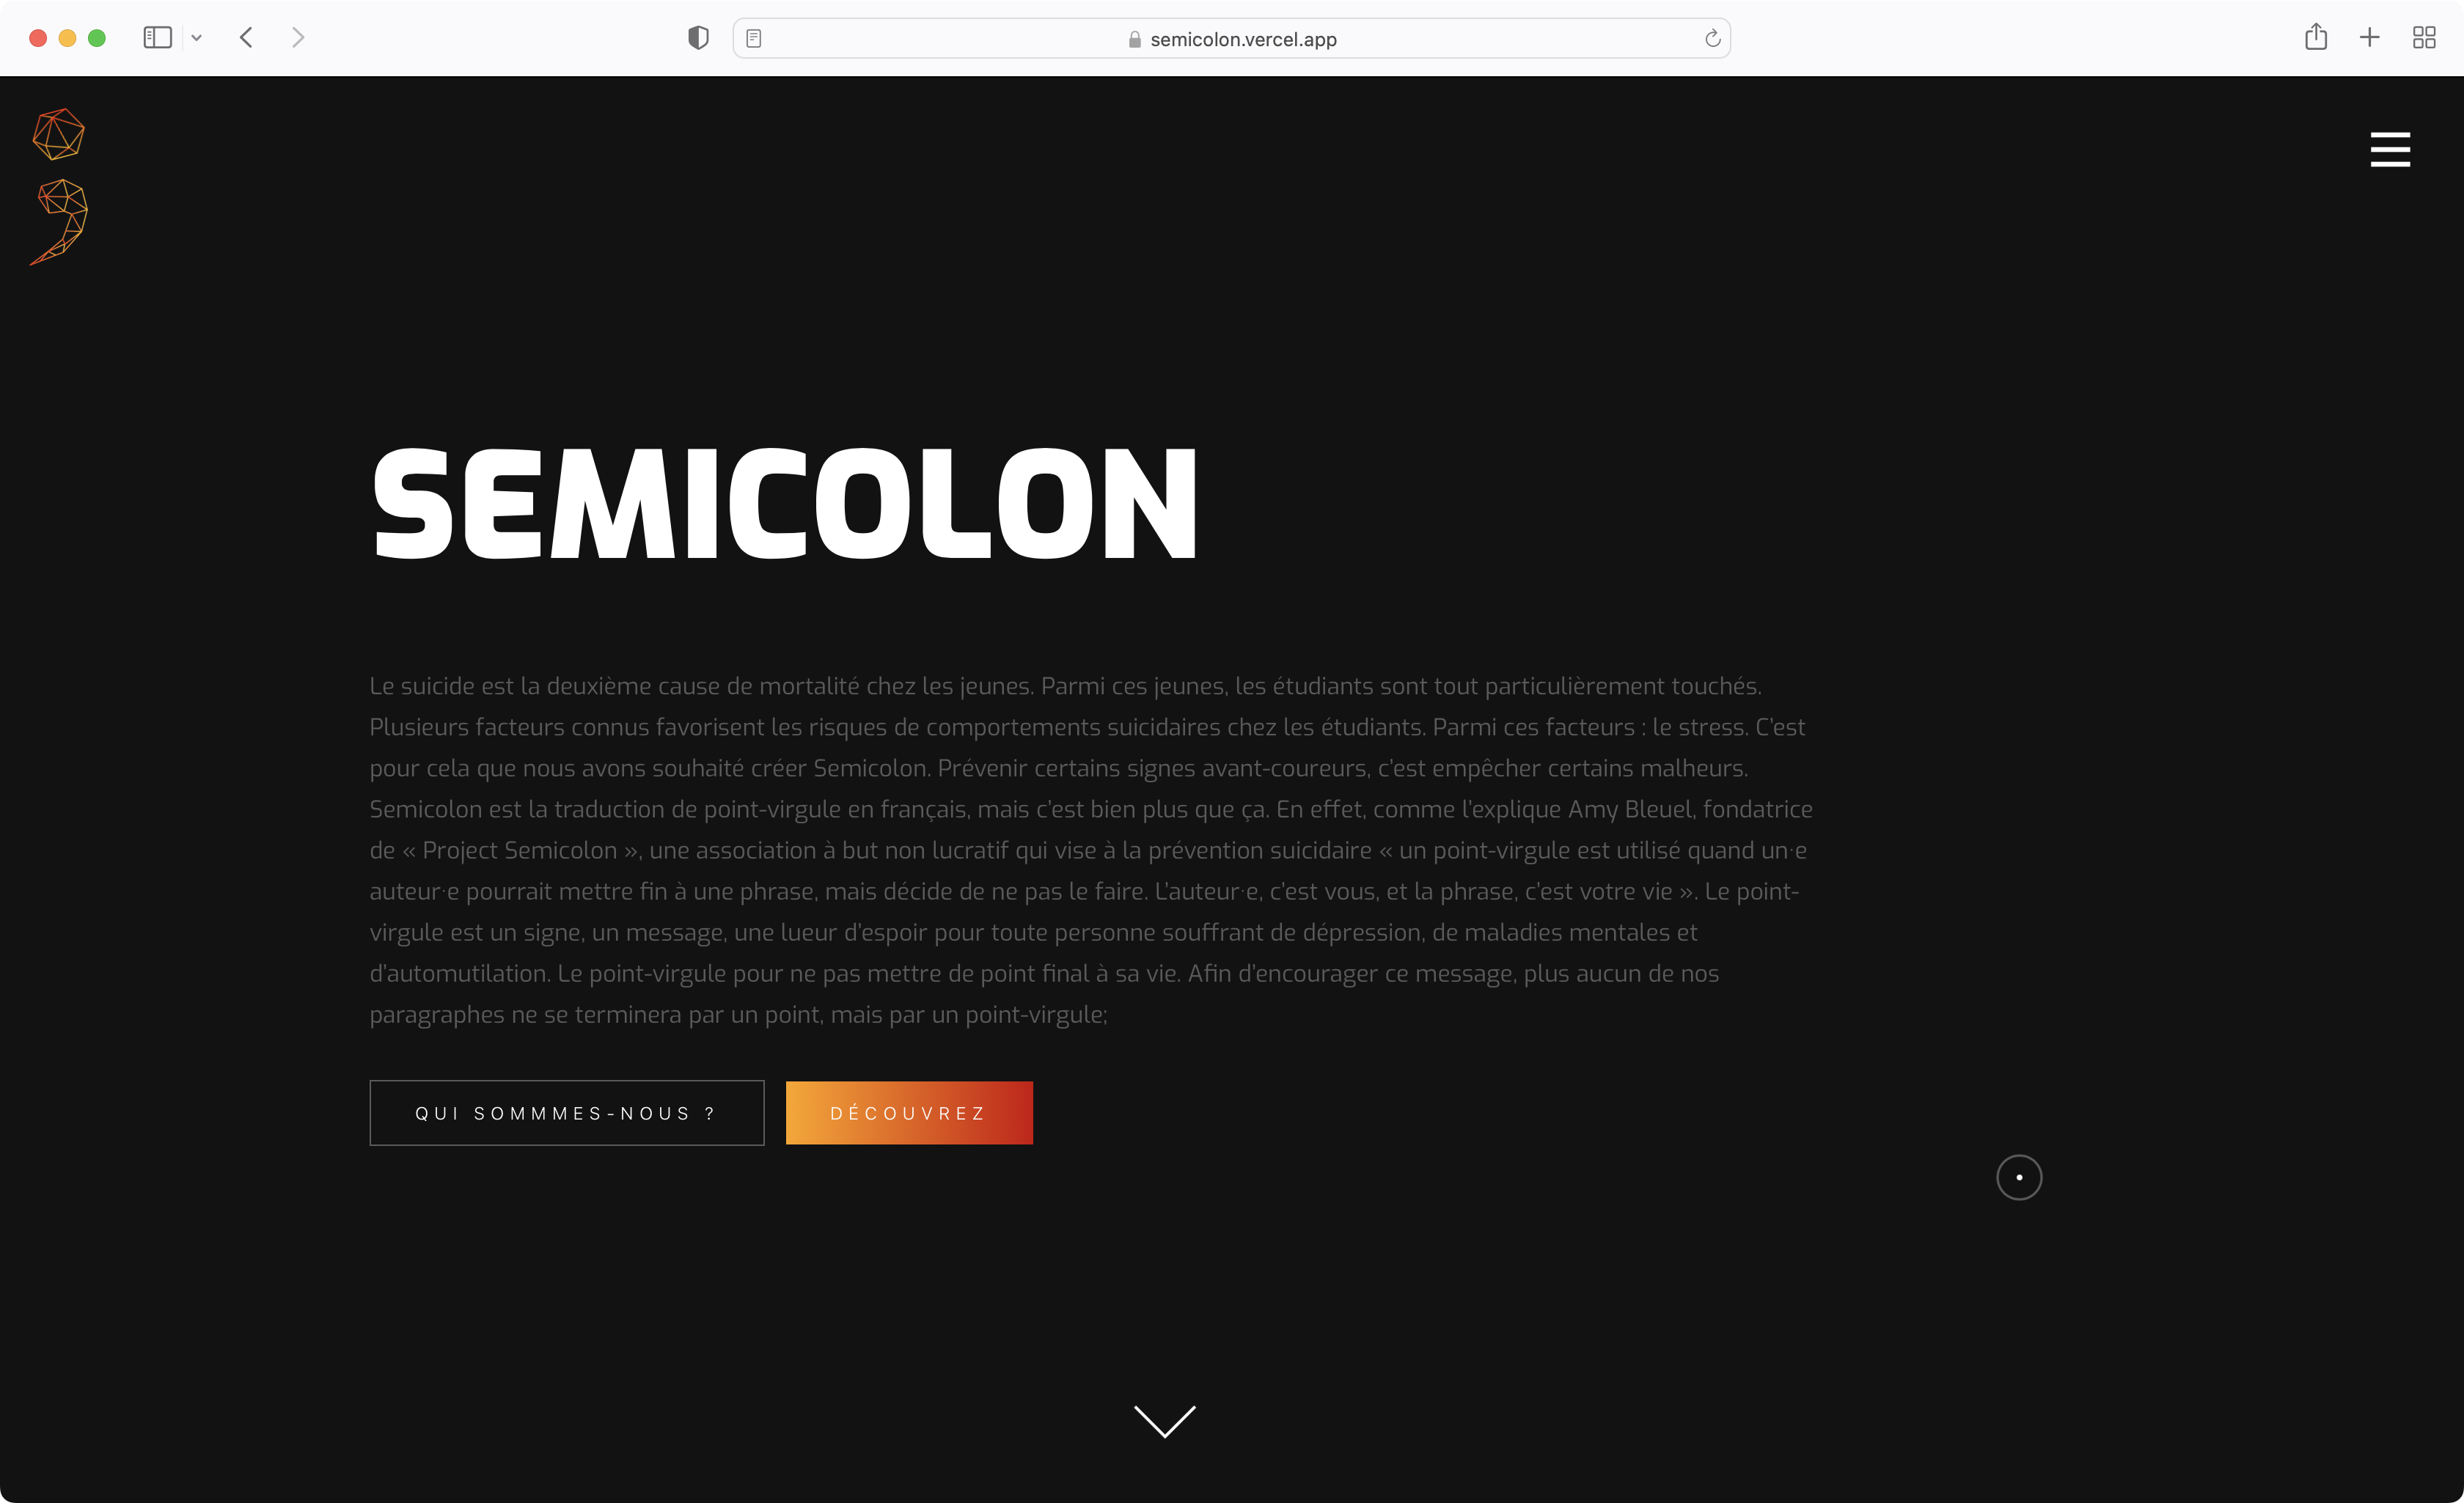 semicolon.vercel.app
SEMICOLON
Le suicide est la deuxième cause de mortalité chez les jeunes. Parmi ces jeunes, les étudiants sont tout particulièrement touchés.
Plusieurs facteurs connus favorisent les risques de comportements suicidaires chez les étudiants. Parmi ces facteurs : le stress. C'est
pour cela que nous avons souhaité créer Semicolon. Prévenir certains signes avant-coureurs, c'est empêcher certains malheurs.
Semicolon est la traduction de point-virgule en français, mais c'est bien plus que ça. En effet, comme l'explique Amy Bleuel, fondatrice
de « Project Semicolon », une association à but non lucratif qui vise à la prévention suicidaire « un point-virgule est utilisé quand un·e
auteur·e pourrait mettre fin à une phrase, mais décide de ne pas le faire. L'auteur·e, c'est vous, et la phrase, c'est votre vie ». Le point-
virgule est un signe, un message, une lueur d'espoir pour toute personne souffrant de dépression, de maladies mentales et
d'automutilation. Le point-virgule pour ne pas mettre de point final à sa vie. Afin d'encourager ce message, plus aucun de nos
paragraphes ne se terminera par un point, mais par un point-virgule;
QUI SOMMMES-NOUS ?
DÉCOUVREZ